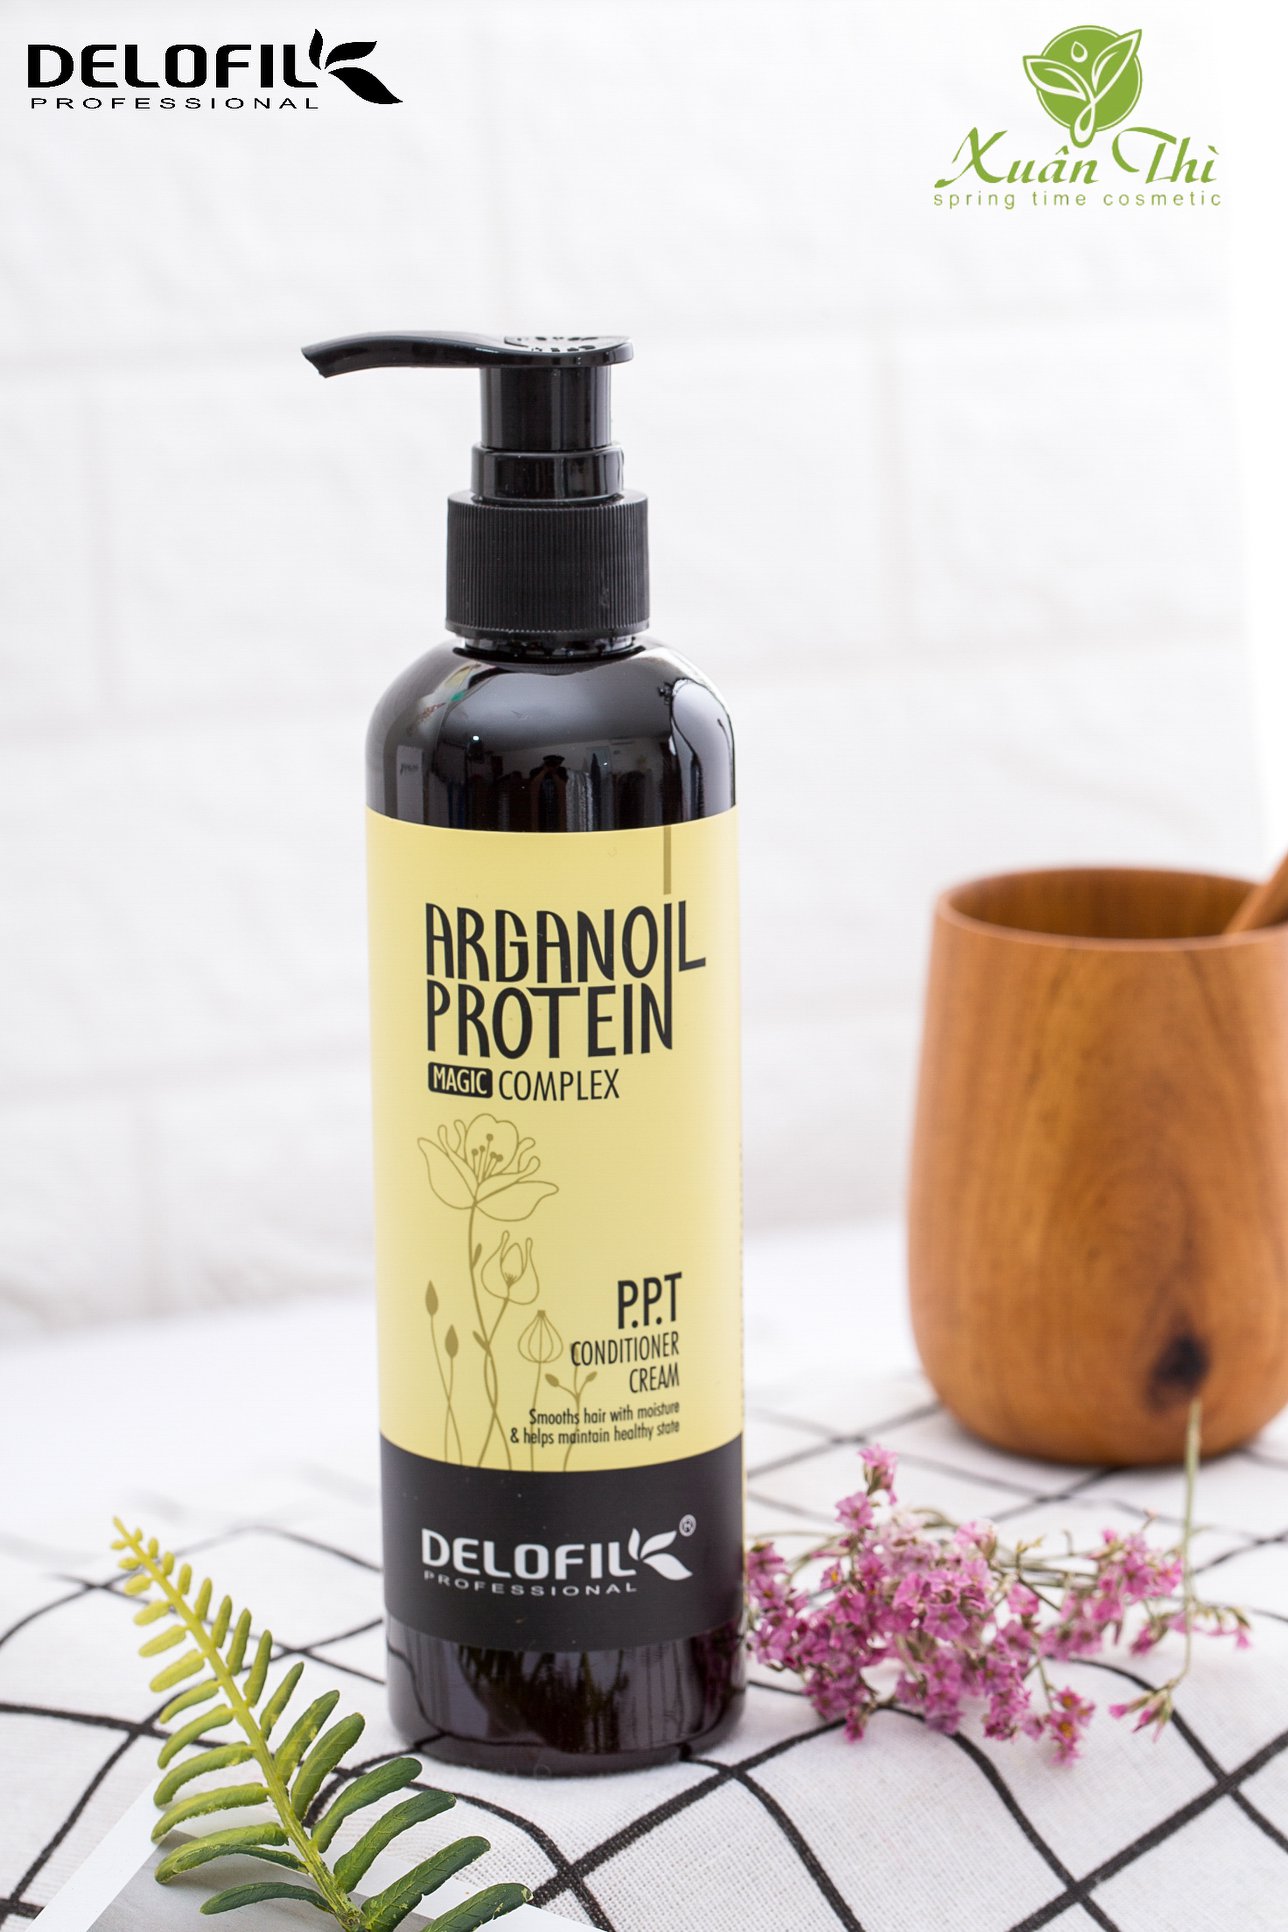 DELOFIL
PROFESSIONAL
Xuân Thì
spring time cosmetic
ARGANOIL
PROTEIN
MAGIC COMPLEX
P.P.T
CONDITIONER
CREAM
Smooths hair with moisture
& helps maintain healthy state
DELOFIL®
PROFESSIONAL